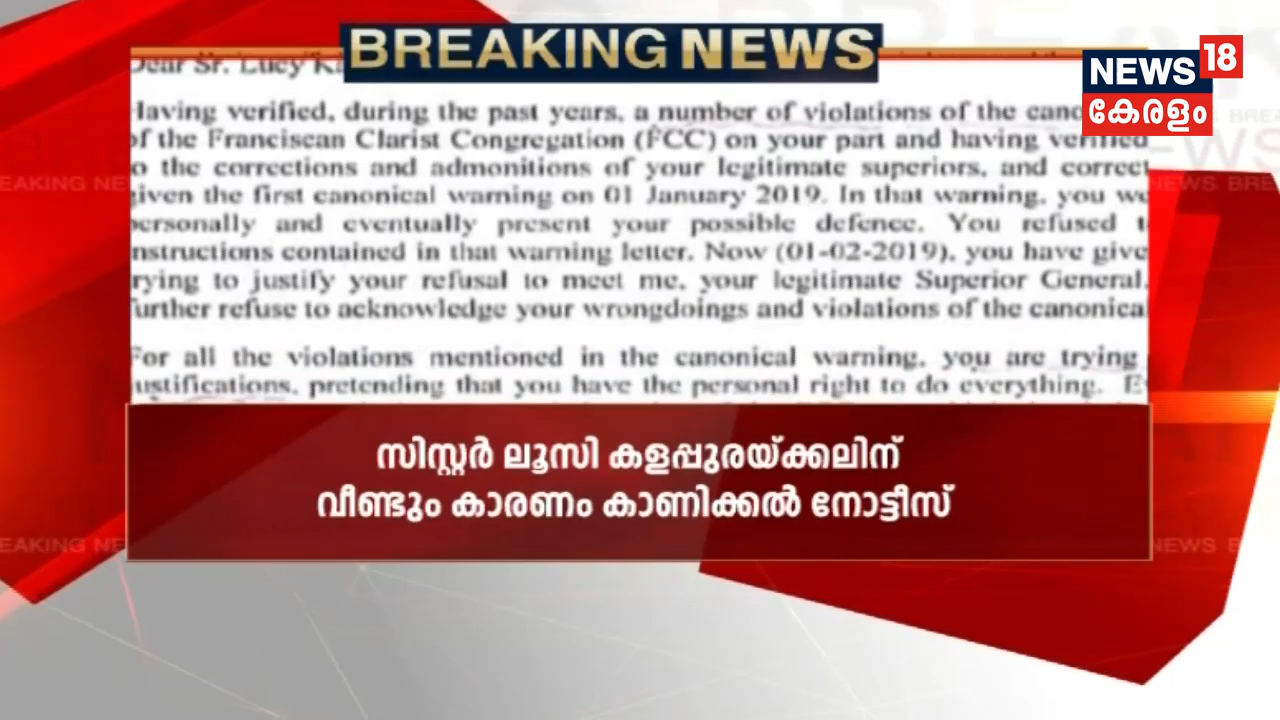 BREAKING NEWS
NEWS 18
കേരളം
Dear Sr. Lucy
Having verified, during the past years, a number of violations of the
of the Franciscan Clarist Congregation (FCC) on your part and having verified
to the corrections and admonitions of your legitimate superiors, and correct
given the first canonical warning on 01 January 2019. In that warning, you we
personally and eventually present your possible defence. You refused t
instructions contained in that warning letter. Now (01-02-2019), you have give
trying to justify your refusal to meet me, your legitimate Superior General.
further refuse to acknowledge your wrongdoings and violations of the canonical
For all the violations mentioned in the canonical warning, you are trying
justifications, pretending that you have the personal right to do everything. E
സിസ്റ്റർ ലൂസി കളപ്പുരയ്ക്കലിന്
വീണ്ടും കാരണം കാണിക്കൽ നോട്ടീസ്
EAKING NE
EAKING NE
NEWS B